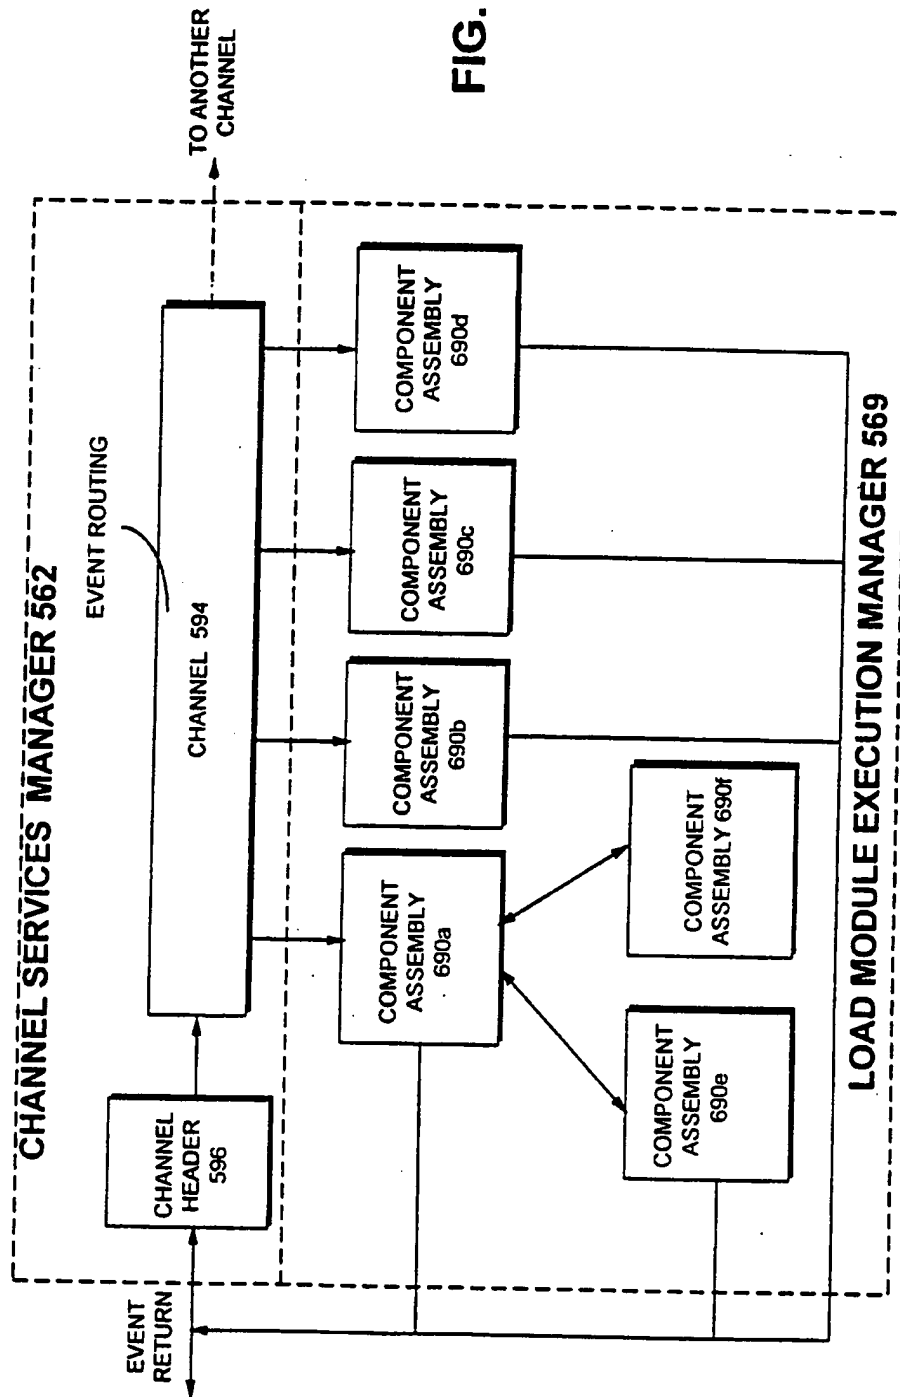 CHANNEL SERVICES MANAGER 562
EVENT
RETURN
CHANNEL
HEADER
596
EVENT ROUTING
CHANNEL 594
TO ANOTHER
CHANNEL
COMPONENT
ASSEMBLY
690a
COMPONENT
ASSEMBLY
690b
COMPONENT
ASSEMBLY
690c
COMPONENT
ASSEMBLY
690d
COMPONENT
ASSEMBLY
690e
COMPONENT
ASSEMBLY 690f
LOAD MODULE EXECUTION MANAGER 569
FIG.